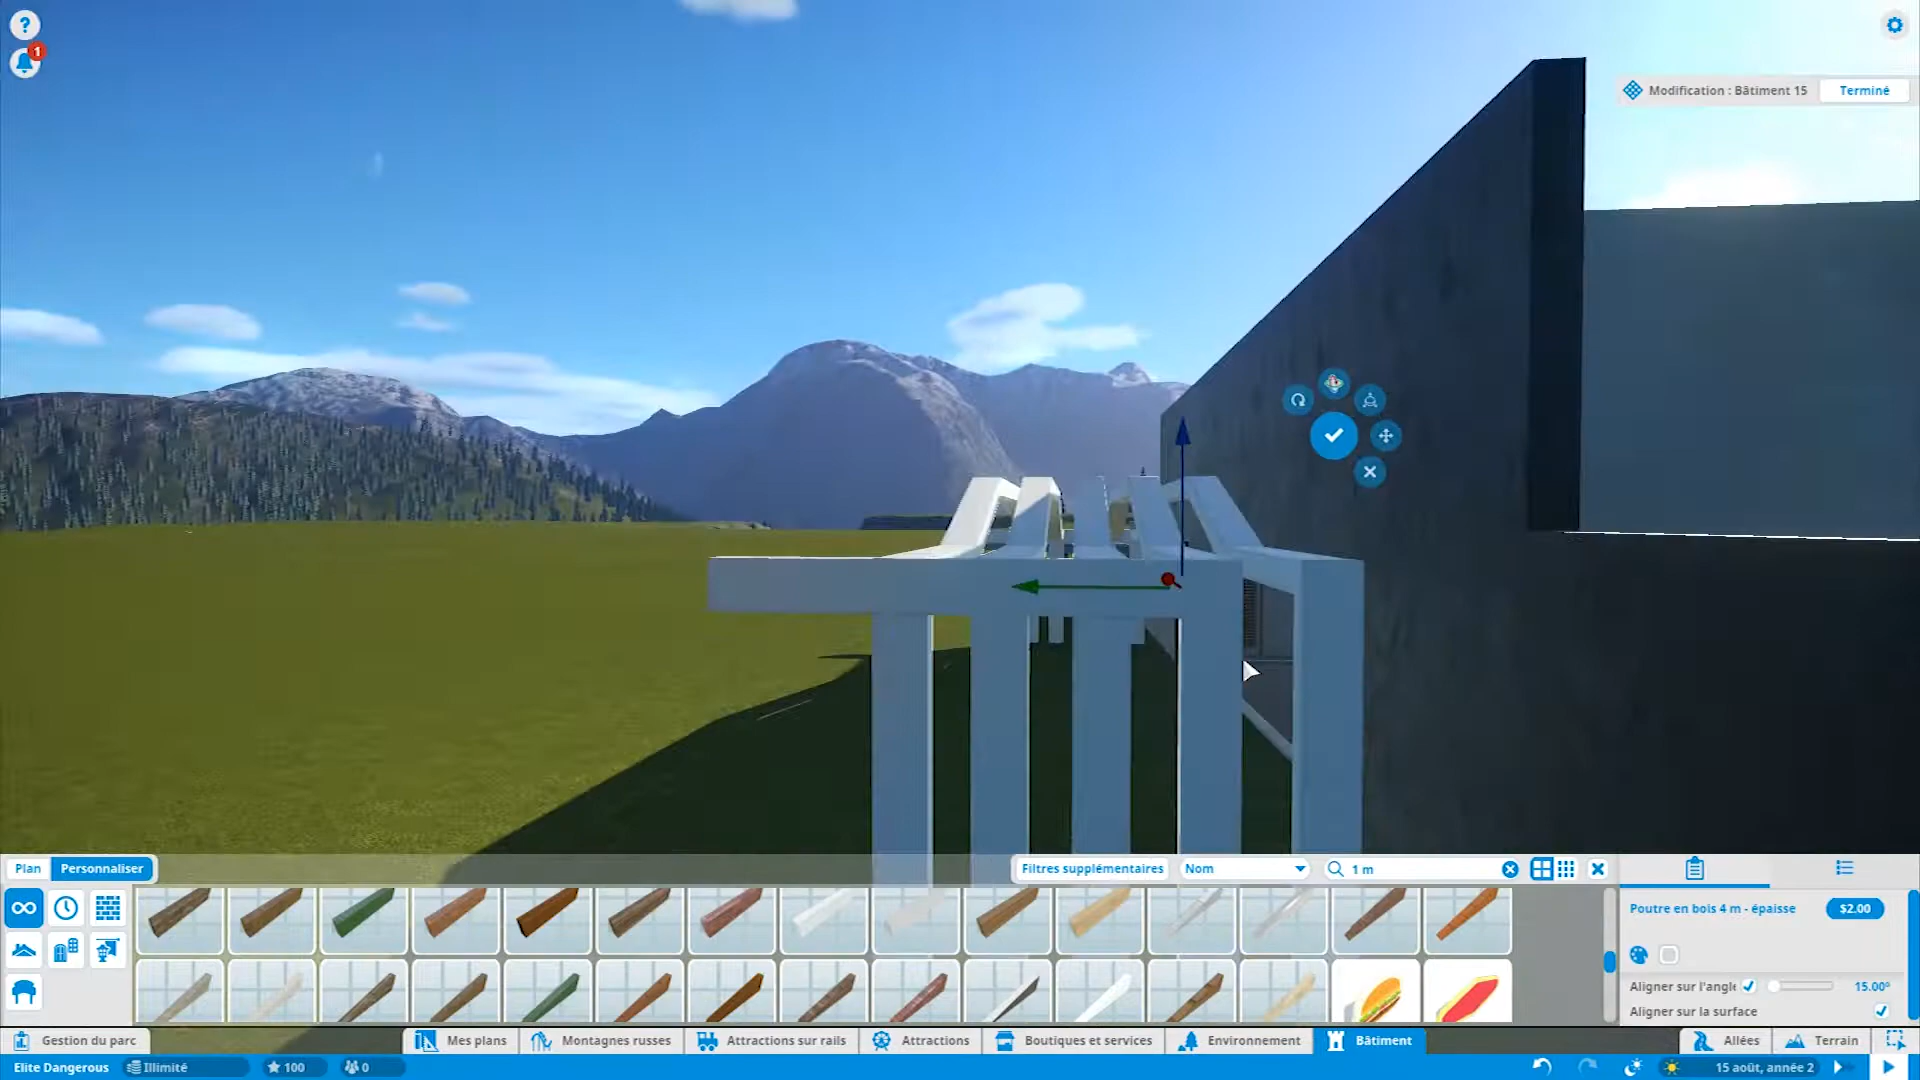 ?
1
Modification : Bâtiment 15
Terminé
Plan
Personnaliser
Filtres supplémentaires
Nom
1 m
Poutre en bois 4 m - épaisse
$2.00
Aligner sur l'angle
15.00°
Aligner sur la surface
Gestion du parc
Mes plans
Montagnes russes
Attractions sur rails
Attractions
Boutiques et services
Environnement
Bâtiment
Allées
Terrain
Elite Dangerous
Illimité
100
0
15 août, année 2